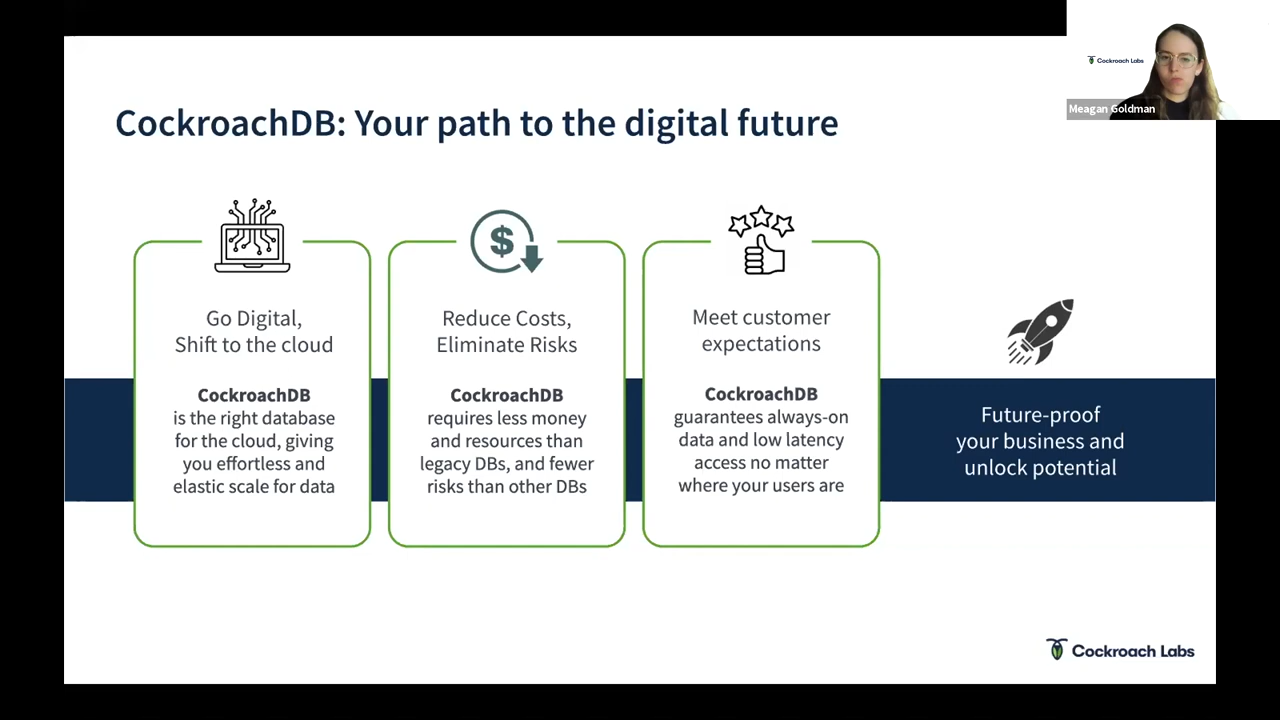 Cockroach Labs
Meagan Goldman
CockroachDB: Your path to the digital future
$
Go Digital,
Shift to the cloud
CockroachDB
is the right database
for the cloud, giving
you effortless and
elastic scale for data
Reduce Costs,
Eliminate Risks
CockroachDB
requires less money
and resources than
legacy DBs, and fewer
risks than other DBs
Meet customer
expectations
CockroachDB
guarantees always-on
data and low latency
access no matter
where your users are
Future-proof
your business and
unlock potential
Cockroach Labs